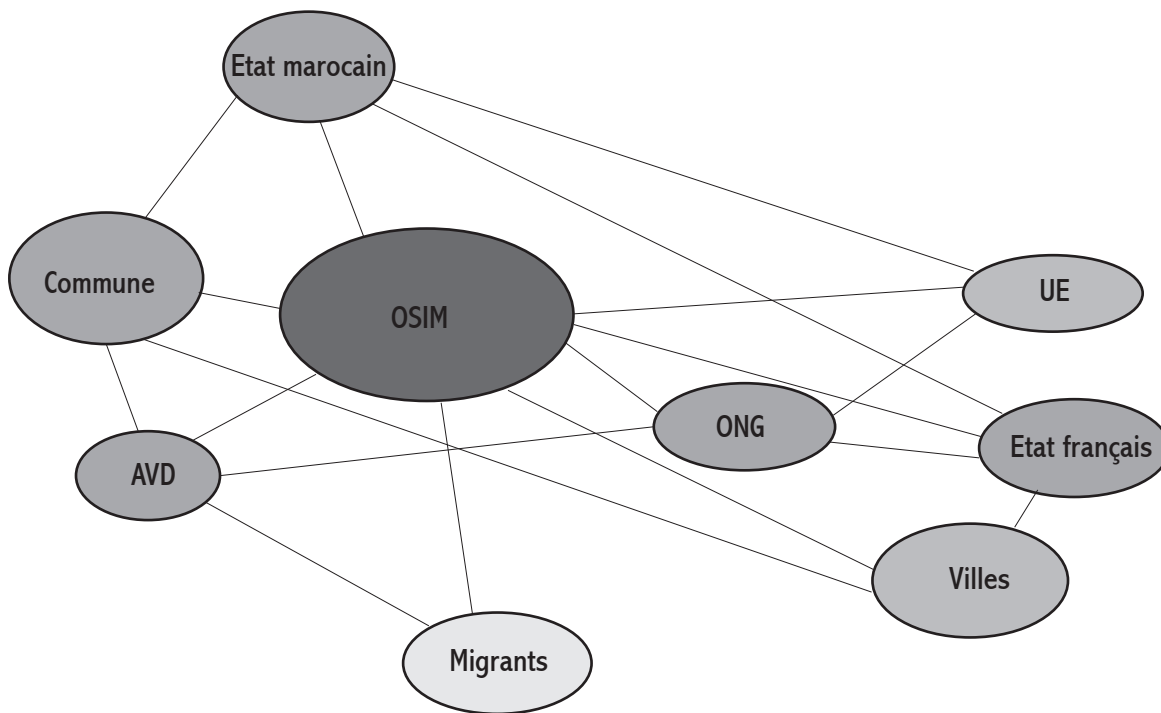 Etat marocain
Commune
OSIM
UE
ONG
Etat français
AVD
Villes
Migrants